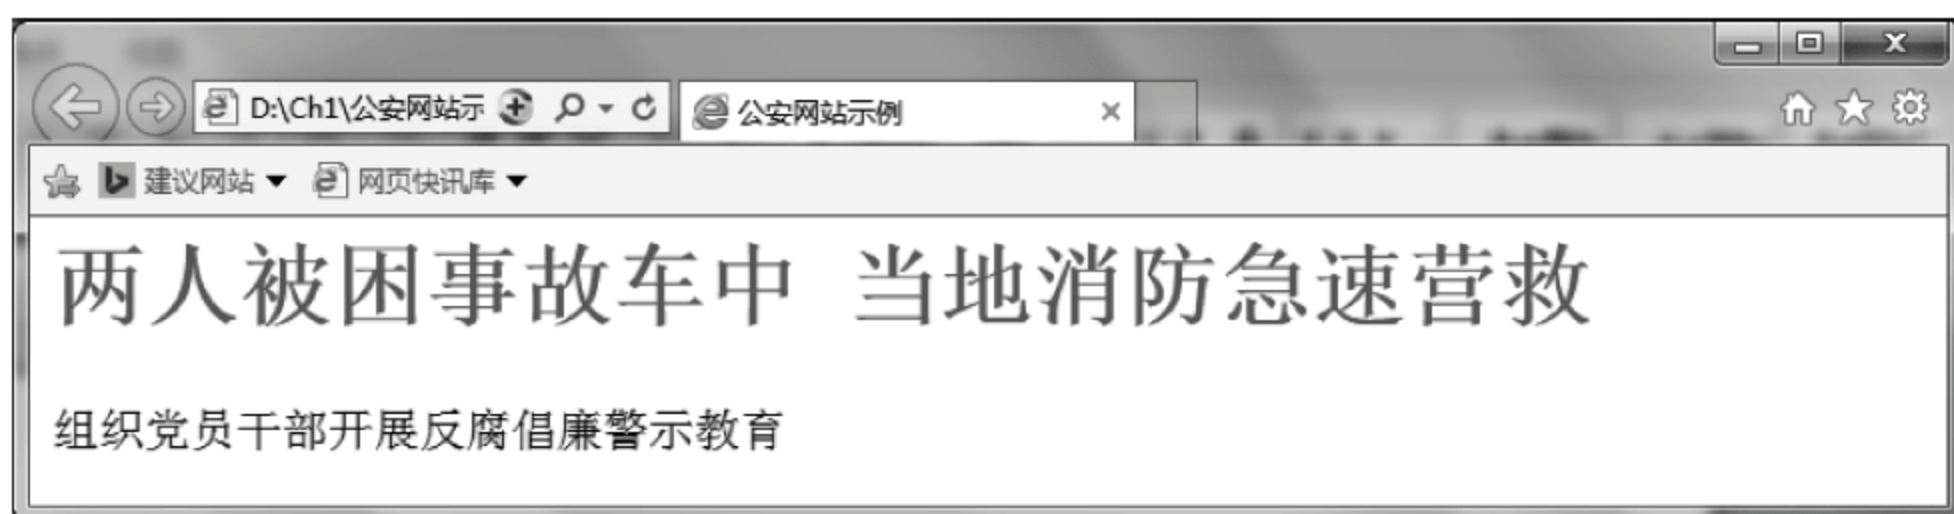 D:\Ch1\公安网站示
公安网站示例
建议网站
网页快讯库
两人被困事故车中 当地消防急速营救
组织党员干部开展反腐倡廉警示教育